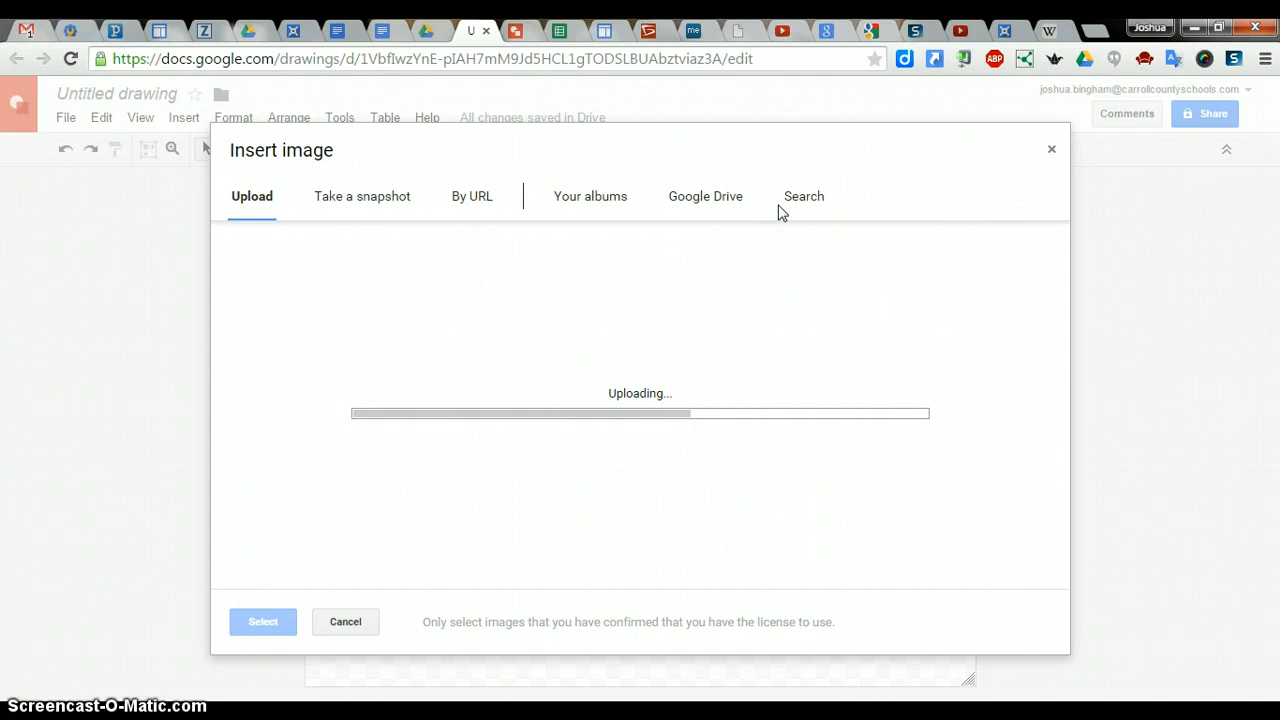 U
me
W
Joshua
https://docs.google.com/drawings/d/1VbfIwzYnE-pIAH7mM9Jd5HCL1gTODSLBUAbztviaz3A/edit
ABP
Untitled drawing
joshua.bingham@carrollcountyschools.com
File Edit View Insert Format Arrange Tools Table Help All changes saved in Drive
Comments
Share
Insert image
Upload Take a snapshot By URL Your albums Google Drive Search
Uploading...
Select
Cancel
Only select images that you have confirmed that you have the license to use.
Screencast-O-Matic.com